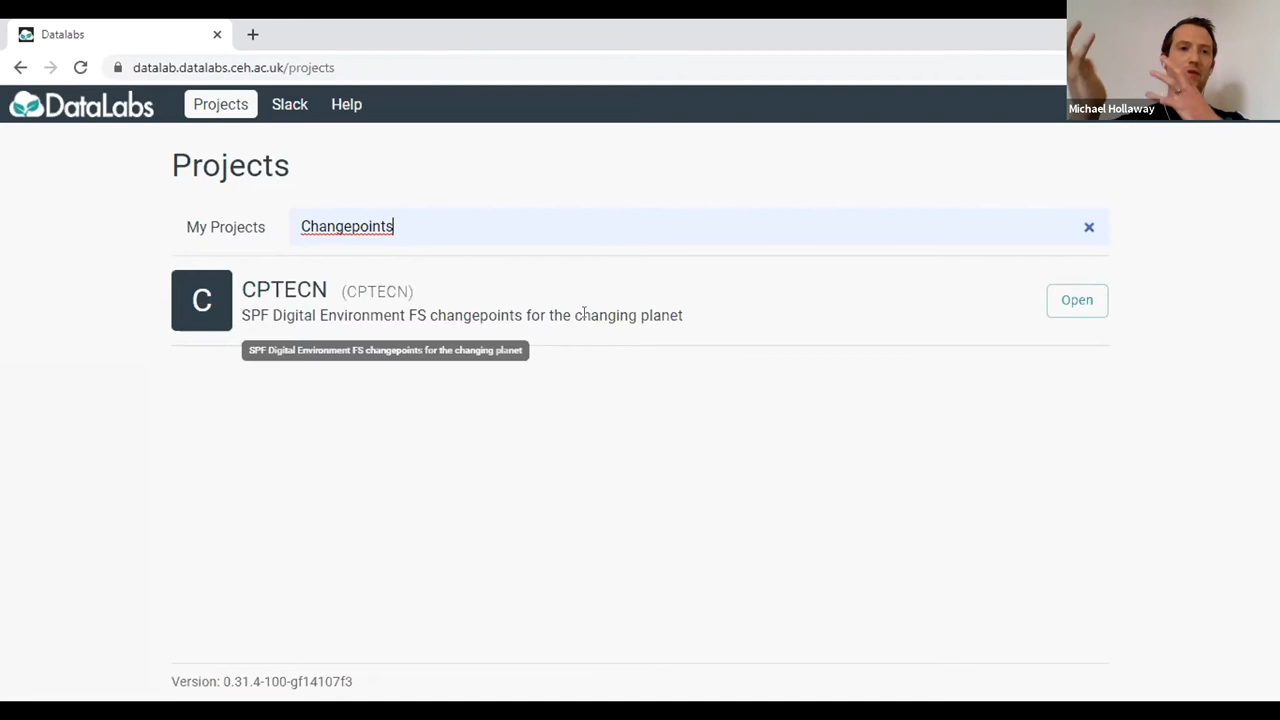 Datalabs
datalab.datalabs.ceh.ac.uk/projects
DataLabs
Projects
Slack
Help
Michael Hollaway
Projects
My Projects
Changepoints
C
CPTECN (CPTECN)
SPF Digital Environment FS changepoints for the changing planet
Open
SPF Digital Environment FS changepoints for the changing planet
Version: 0.31.4-100-gf14107f3